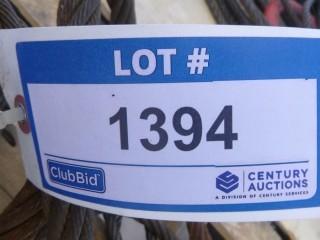 LOT #
1394
ClubBid
CENTURY
AUCTIONS
A DIVISION OF CENTURY SERVICES